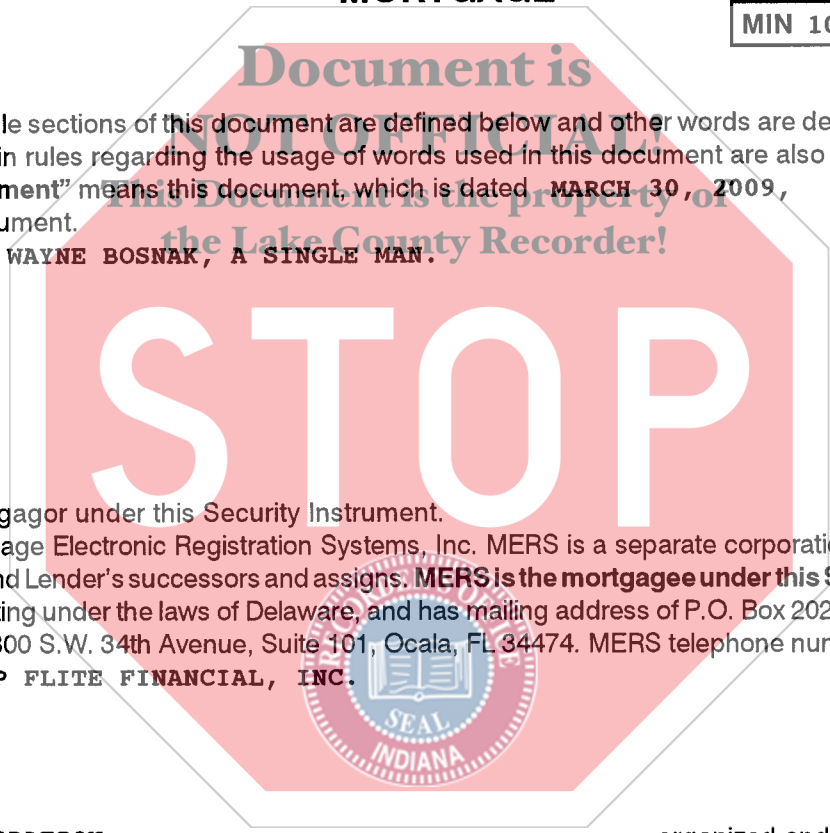 MORTGAGE
MIN 10
Document is
le sections of this document are defined below and other words are de
NOT OFFICIAL!
in rules regarding the usage of words used in this document are also
ment” means this document, which is dated MARCH 30, 2009,
This Document is the property of
ument.
the Lake County Recorder!
WAYNE BOSNAK, A SINGLE MAN.
STOP
gagor under this Security Instrument.
age Electronic Registration Systems, Inc. MERS is a separate corporati
nd Lender's successors and assigns. MERS is the mortgagee under this S
ting under the laws of Delaware, and has mailing address of P.O. Box 202
300 S.W. 34th Avenue, Suite 101, Ocala, FL 34474. MERS telephone nur
P FLITE FINANCIAL, INC.
SEAL
INDIANA
organized and